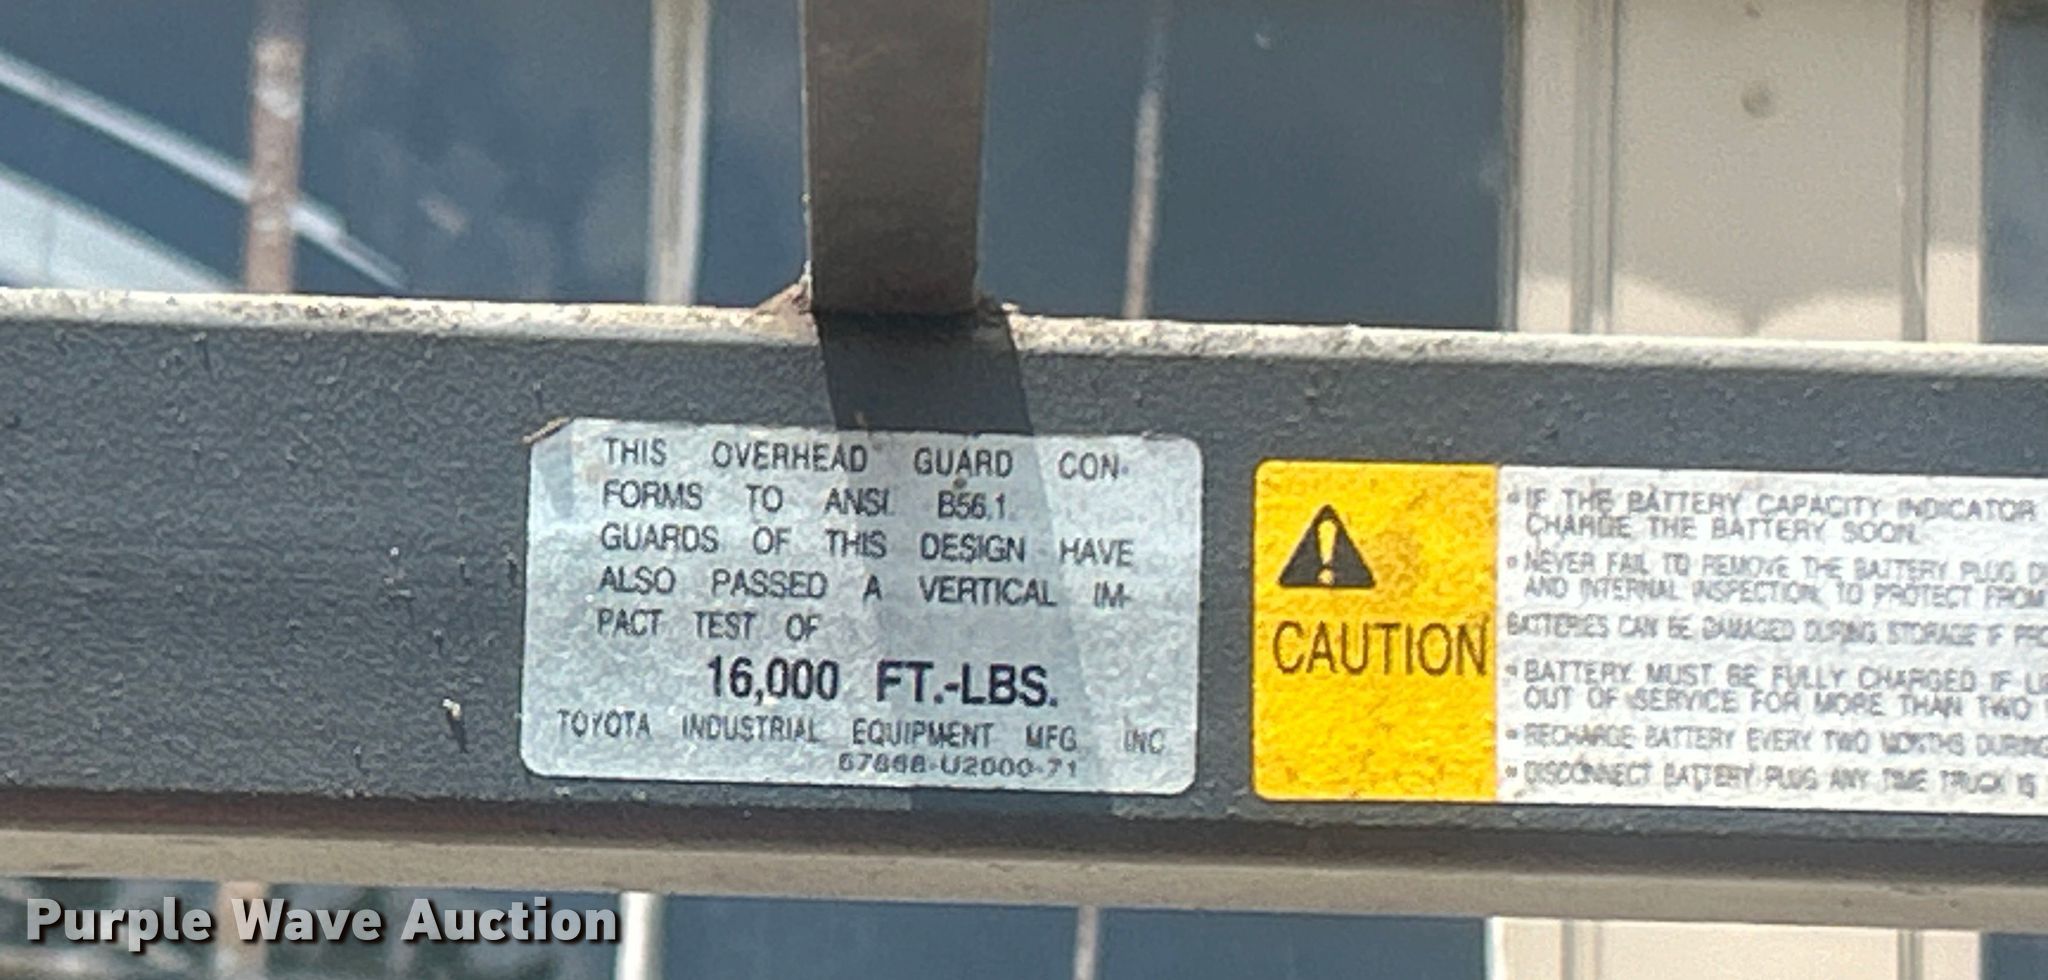 THIS OVERHEAD GUARD CON-
FORMS TO ANSI B56.1.
GUARDS OF THIS DESIGN HAVE
ALSO PASSED A VERTICAL IM-
PACT TEST OF
16,000 FT.-LBS.
TOYOTA INDUSTRIAL EQUIPMENT MFG. INC
57868-U2000-71
CAUTION
• IF THE BATTERY CAPACITY INDICATOR
CHARGE THE BATTERY SOON.
• NEVER FAIL TO REMOVE THE BATTERY PLUG
AND INTERNAL INSPECTION, TO PROTECT FROM
BATTERIES CAN BE DAMAGED DURING STORAGE IF
• BATTERY MUST BE FULLY CHARGED IF
OUT OF SERVICE FOR MORE THAN TWO
• RECHARGE BATTERY EVERY TWO MONTHS DURING
• DISCONNECT BATTERY PLUG ANY TIME TRUCK IS
Purple Wave Auction